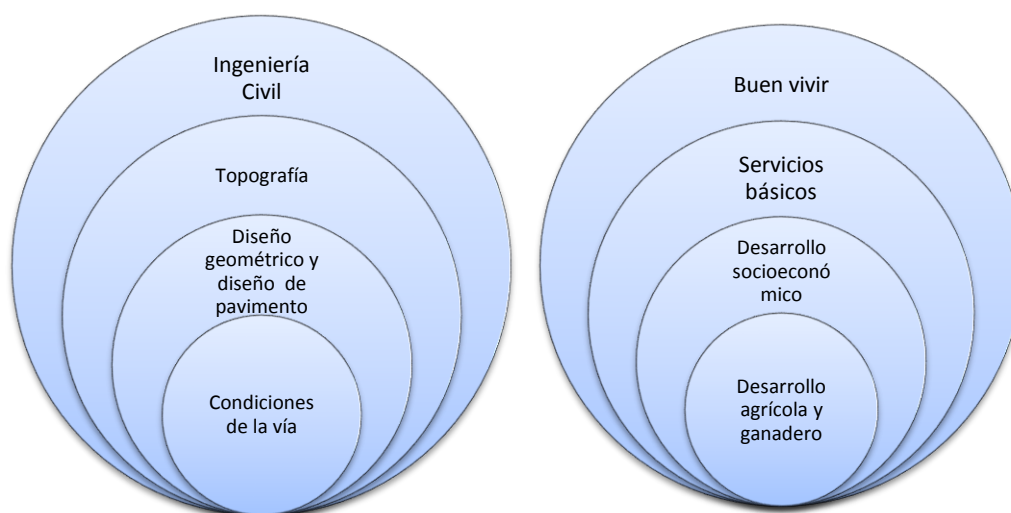 Ingeniería
Civil
Topografía
Diseño
geométrico y
diseño de
pavimento
Condiciones
de la vía
Buen vivir
Servicios
básicos
Desarrollo
socioeconó
mico
Desarrollo
agrícola y
ganadero